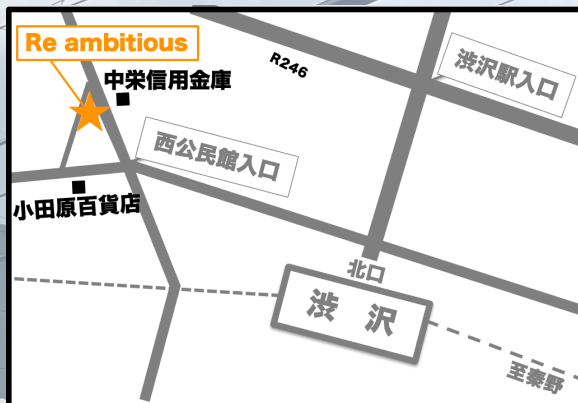 Re ambitious
中栄信用金庫
R246
渋沢駅入口
西公民館入口
小田原百貨店
北口
渋 沢
至秦野